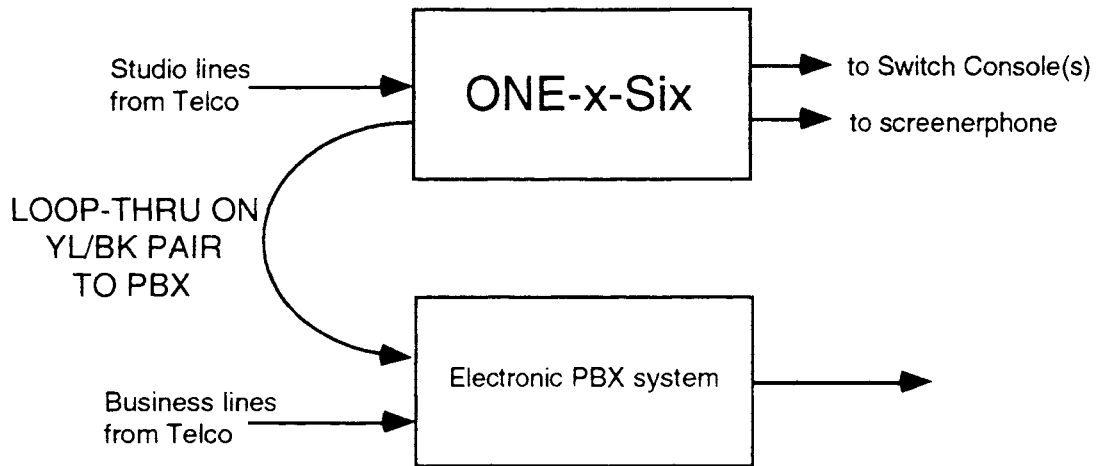 Studio lines
from Telco
ONE-x-Six
to Switch Console(s)
to screenerphone
LOOP-THRU ON
YL/BK PAIR
TO PBX
Electronic PBX system
Business lines
from Telco